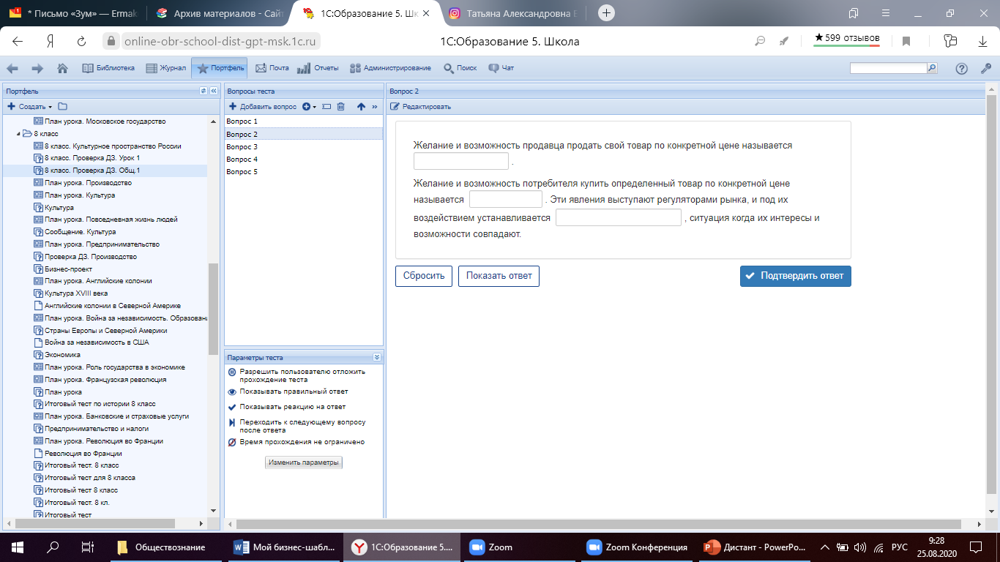 * Письмо «Зум» — Ermak
Архив материалов - Сайт
1С:Образование 5. Шк
Татьяна Александровна Е
online-obr-school-dist-gpt-msk.1c.ru
1С:Образование 5. Школа
★ 599 отзывов
Библиотека
Журнал
Портфель
Почта
Отчеты
Администрирование
Поиск
Чат
Портфель
Создать
План урока. Московское государство
8 класс
8 класс. Культурное пространство России
8 класс. Проверка ДЗ. Урок 1
8 класс. Проверка ДЗ. Общ.1
План урока. Производство
План урока. Культура
Культура
План урока. Повседневная жизнь людей
Сообщение. Культура
План урока. Предпринимательство
Проверка ДЗ. Производство
Бизнес-проект
План урока. Английские колонии
Культура XVIII века
Английские колонии в Северной Америке
План урока. Война за независимость. Образовани
Страны Европы и Северной Америки
Война за независимость в США
Экономика
План урока. Роль государства в экономике
План урока. Французская революция
План урока
Итоговый тест по истории 8 класс
План урока. Банковские и страховые услуги
Предпринимательство и налоги
План урока. Революция во Франции
Революция во Франции
Итоговый тест. 8 класс
Итоговый тест для 8 класса
Итоговый тест 8 класс
Итоговый тест. 8 кл.
Итоговый тест
Вопросы теста
Добавить вопрос
Вопрос 1
Вопрос 2
Вопрос 3
Вопрос 4
Вопрос 5
Параметры теста
Разрешить пользователю отложить
прохождение теста
Показывать правильный ответ
Показывать реакцию на ответ
Переходить к следующему вопросу
после ответа
Время прохождения не ограничено
Изменить параметры
Вопрос 2
Редактировать
Желание и возможность продавца продать свой товар по конкретной цене называется
.
Желание и возможность потребителя купить определенный товар по конкретной цене
называется . Эти явления выступают регуляторами рынка, и под их
воздействием устанавливается , ситуация когда их интересы и
возможности совпадают.
Сбросить
Показать ответ
Подтвердить ответ
Обществознание
Мой бизнес-шабл...
1С:Образование 5....
Zoom
Zoom Конференция
Дистант - PowerPo...
РУС
9:28
25.08.2020